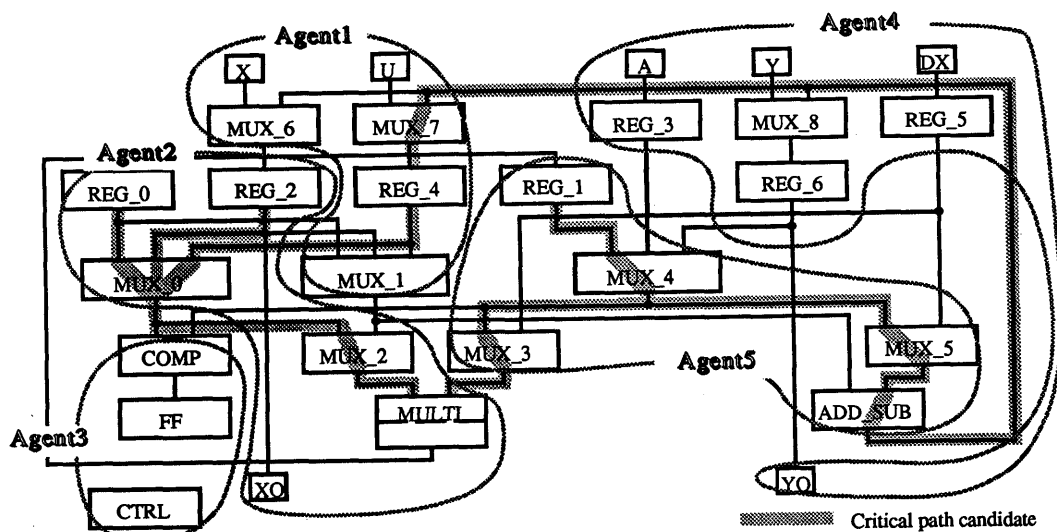 Agent1
Agent4
X
U
A
Y
DX
MUX_6
MUX_7
REG_3
MUX_8
REG_5
Agent2
REG_0
REG_2
REG_4
REG_1
REG_6
MUX_0
MUX_1
MUX_4
COMP
MUX_2
MUX_3
MUX_5
Agent5
FF
MULTI
ADD_SUB
Agent3
CTRL
XO
YO
Critical path candidate